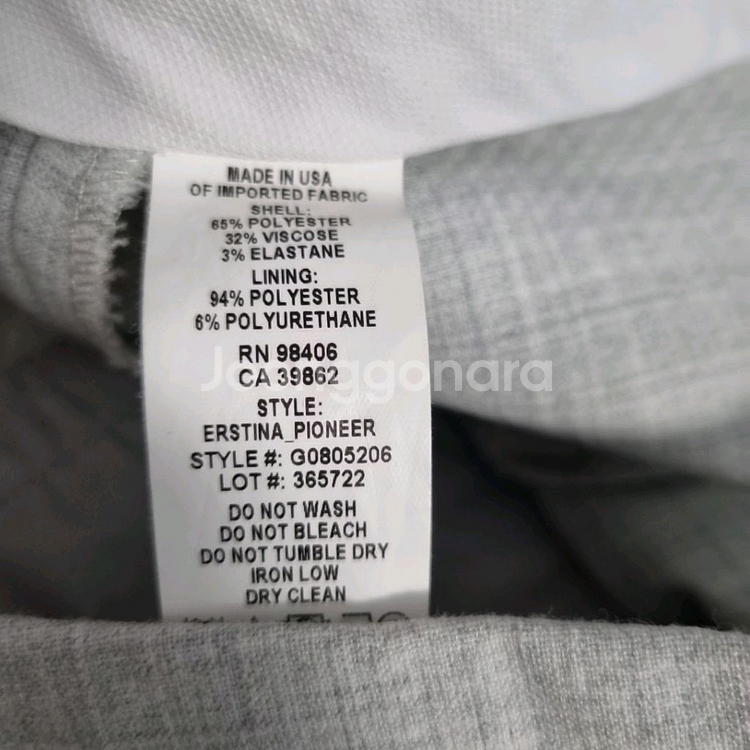 MADE IN USA
OF IMPORTED FABRIC
SHELL:
65% POLYESTER
32% VISCOSE
3% ELASTANE
LINING:
94% POLYESTER
6% POLYURETHANE
RN 98406
CA 39862
Joonggonara
STYLE:
ERSTINA_PIONEER
STYLE #: G0805206
LOT #: 365722
DO NOT WASH
DO NOT BLEACH
DO NOT TUMBLE DRY
IRON LOW
DRY CLEAN